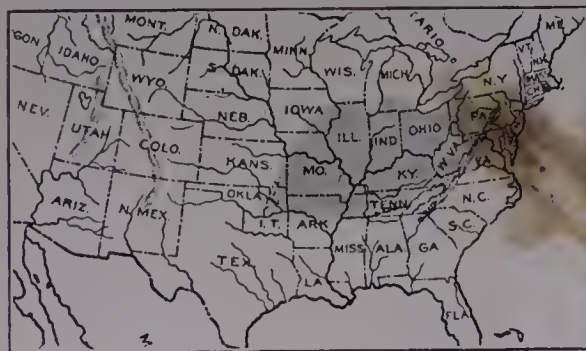 GON
IDAHO
MONT.
N. DAK.
MINN.
WIS.
MICH.
TARIO.
N.Y
VT.
N.H.
ME.
NEV.
UTAH
WYO.
S. DAK.
NEB.
IOWA
ILL
IND
OHIO
PA.
W.VA
VA
COLO.
KANS.
MO.
KY.
N.C.
ARIZ.
N. MEX.
OKLA
I.T.
ARK.
TENN.
S.C.
TEX.
LA
MISS
ALA
GA
FLA